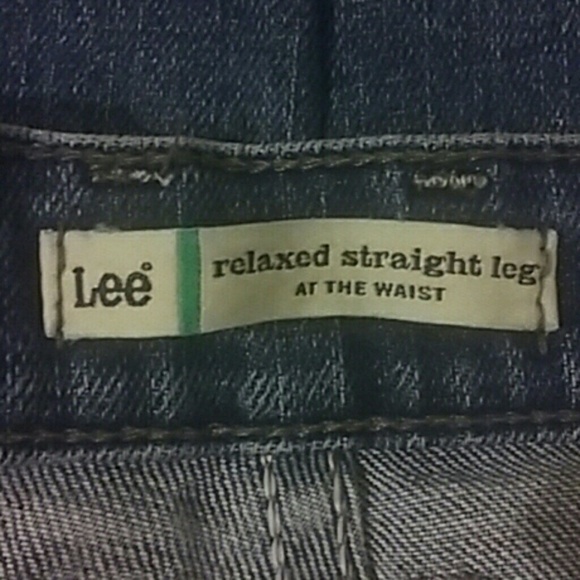 Lee®
relaxed straight leg
AT THE WAIST